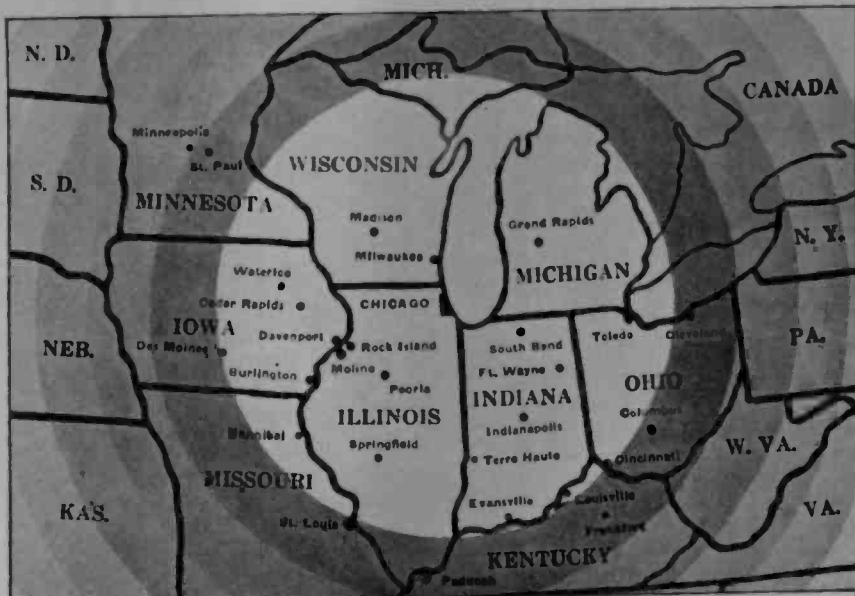 N. D.
MICH.
CANADA
Minneapolis
St. Paul
WISCONSIN
S. D.
MINNESOTA
Madison
Grand Rapids
Milwaukee
N. Y.
MICHIGAN
Waterloo
CHICAGO
Cedar Rapids
IOWA
Davenport
Toledo
Cleveland
NEB.
Des Moines
Rock Island
South Bend
PA.
Moline
Ft. Wayne
Burlington
Peoria
INDIANA
OHIO
ILLINOIS
Columbus
Hannibal
Indianapolis
Springfield
W. VA.
Terre Haute
Cincinnati
MISSOURI
KAS.
Evansville
Louisville
VA.
St. Louis
Frankfort
KENTUCKY
Paducah